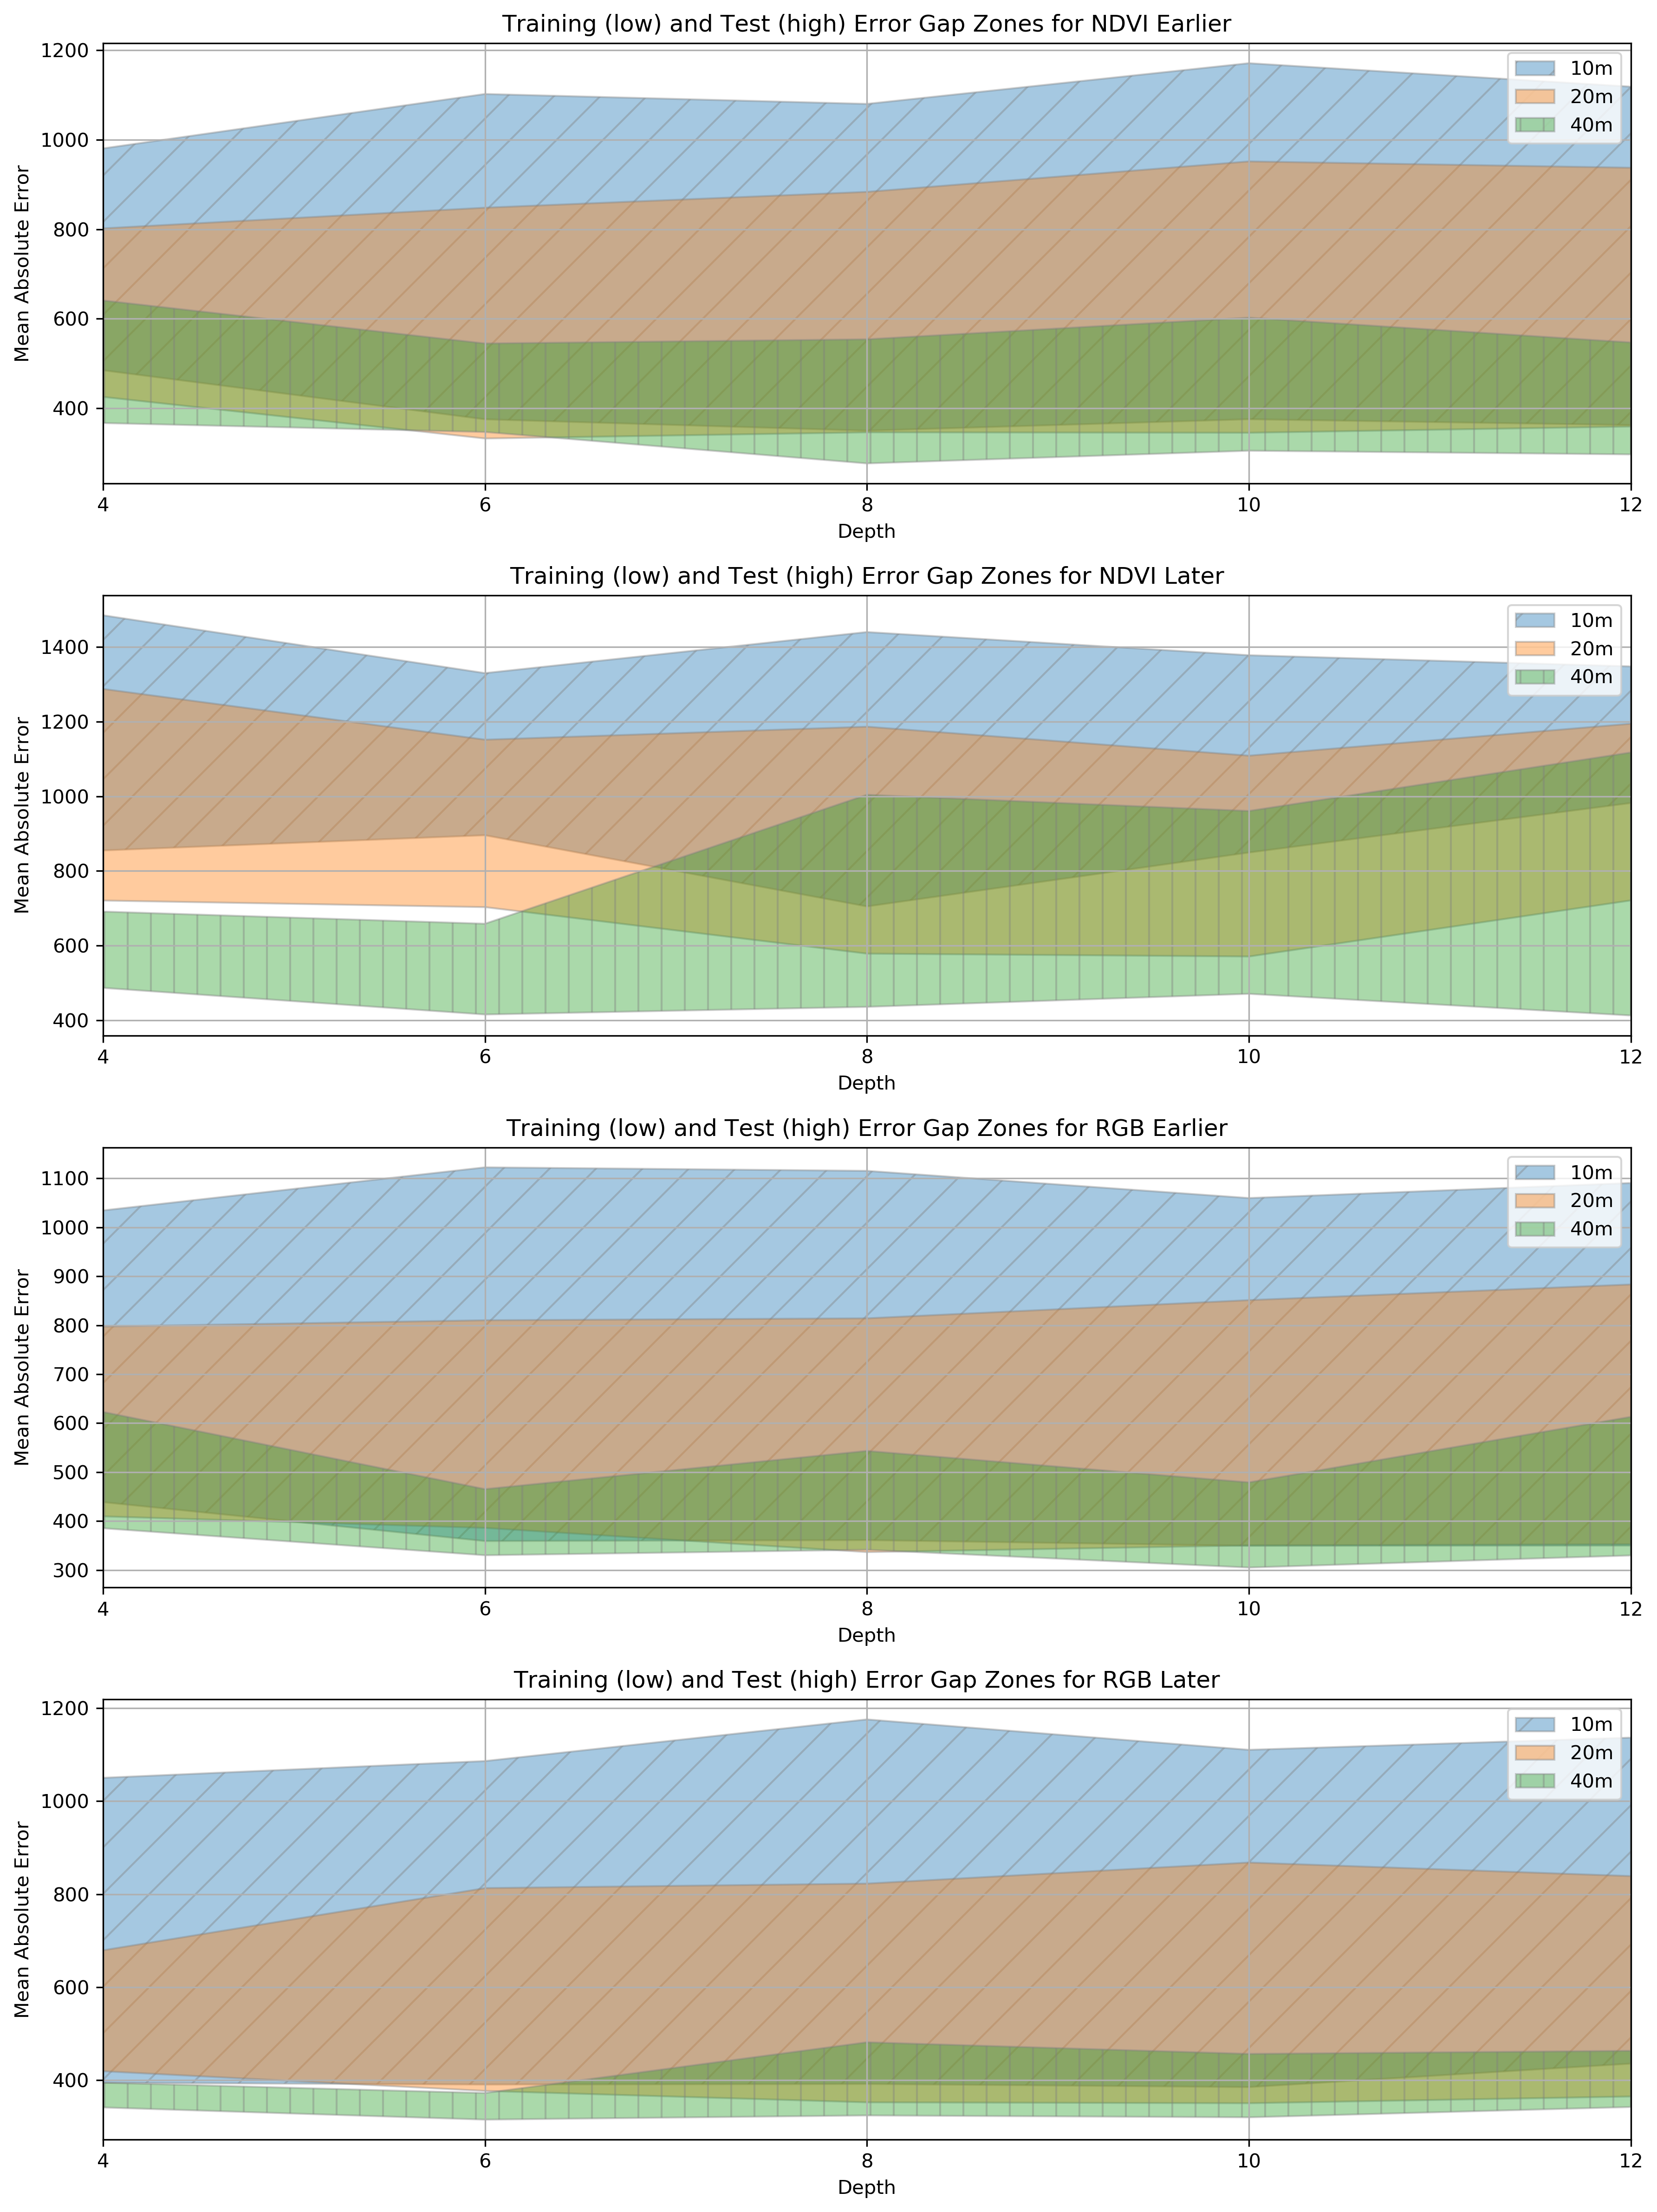 Training (low) and Test (high) Error Gap Zones for NDVI Earlier
1200
1000
800
600
400
Mean Absolute Error
10m
20m
40m
4 6 8 10 12
Depth
Training (low) and Test (high) Error Gap Zones for NDVI Later
1400
1200
1000
800
600
400
Mean Absolute Error
10m
20m
40m
4 6 8 10 12
Depth
Training (low) and Test (high) Error Gap Zones for RGB Earlier
1100
1000
900
800
700
600
500
400
300
Mean Absolute Error
10m
20m
40m
4 6 8 10 12
Depth
Training (low) and Test (high) Error Gap Zones for RGB Later
1200
1000
800
600
400
Mean Absolute Error
10m
20m
40m
4 6 8 10 12
Depth